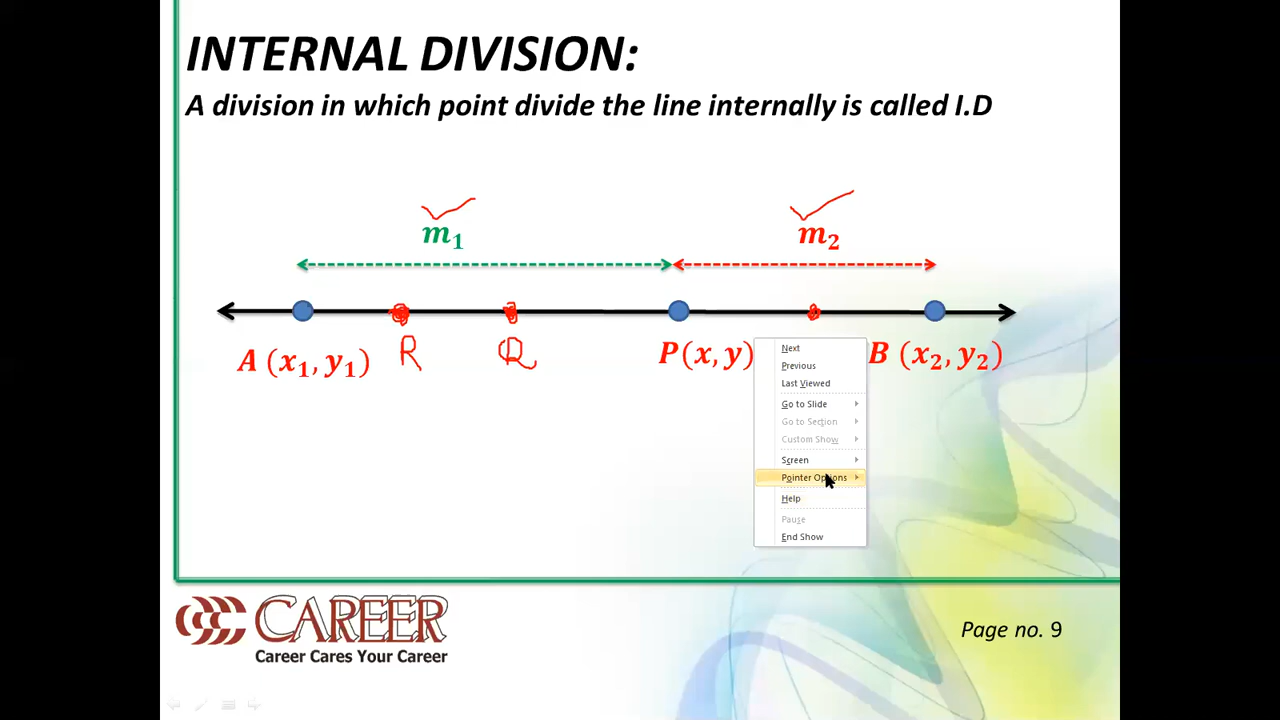 INTERNAL DIVISION:
A division in which point divide the line internally is called I.D
m₁ m₂
A (x₁, y₁) R Q P(x, y) B (x₂, y₂)
Next
Previous
Last Viewed
Go to Slide
Go to Section
Custom Show
Screen
Pointer Options
Help
Pause
End Show
CAREER
Career Cares Your Career
Page no. 9